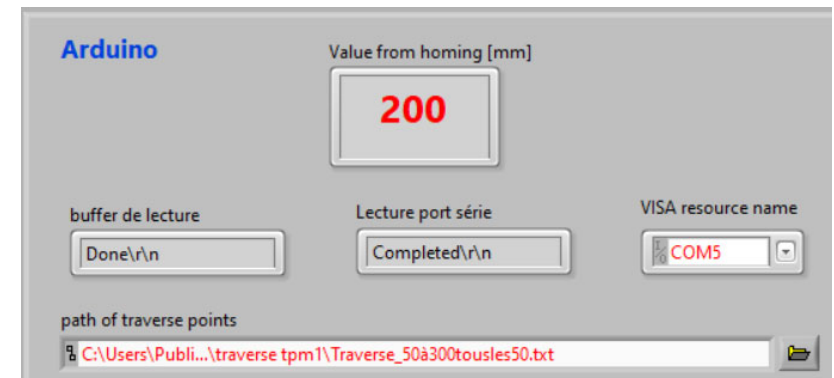 Arduino
Value from homing [mm]
200
buffer de lecture
Lecture port série
VISA resource name
Done\r\n
Completed\r\n
I/O COM5
path of traverse points
C:\Users\Publi...\traverse tpm1\Traverse_50à300tousles50.txt